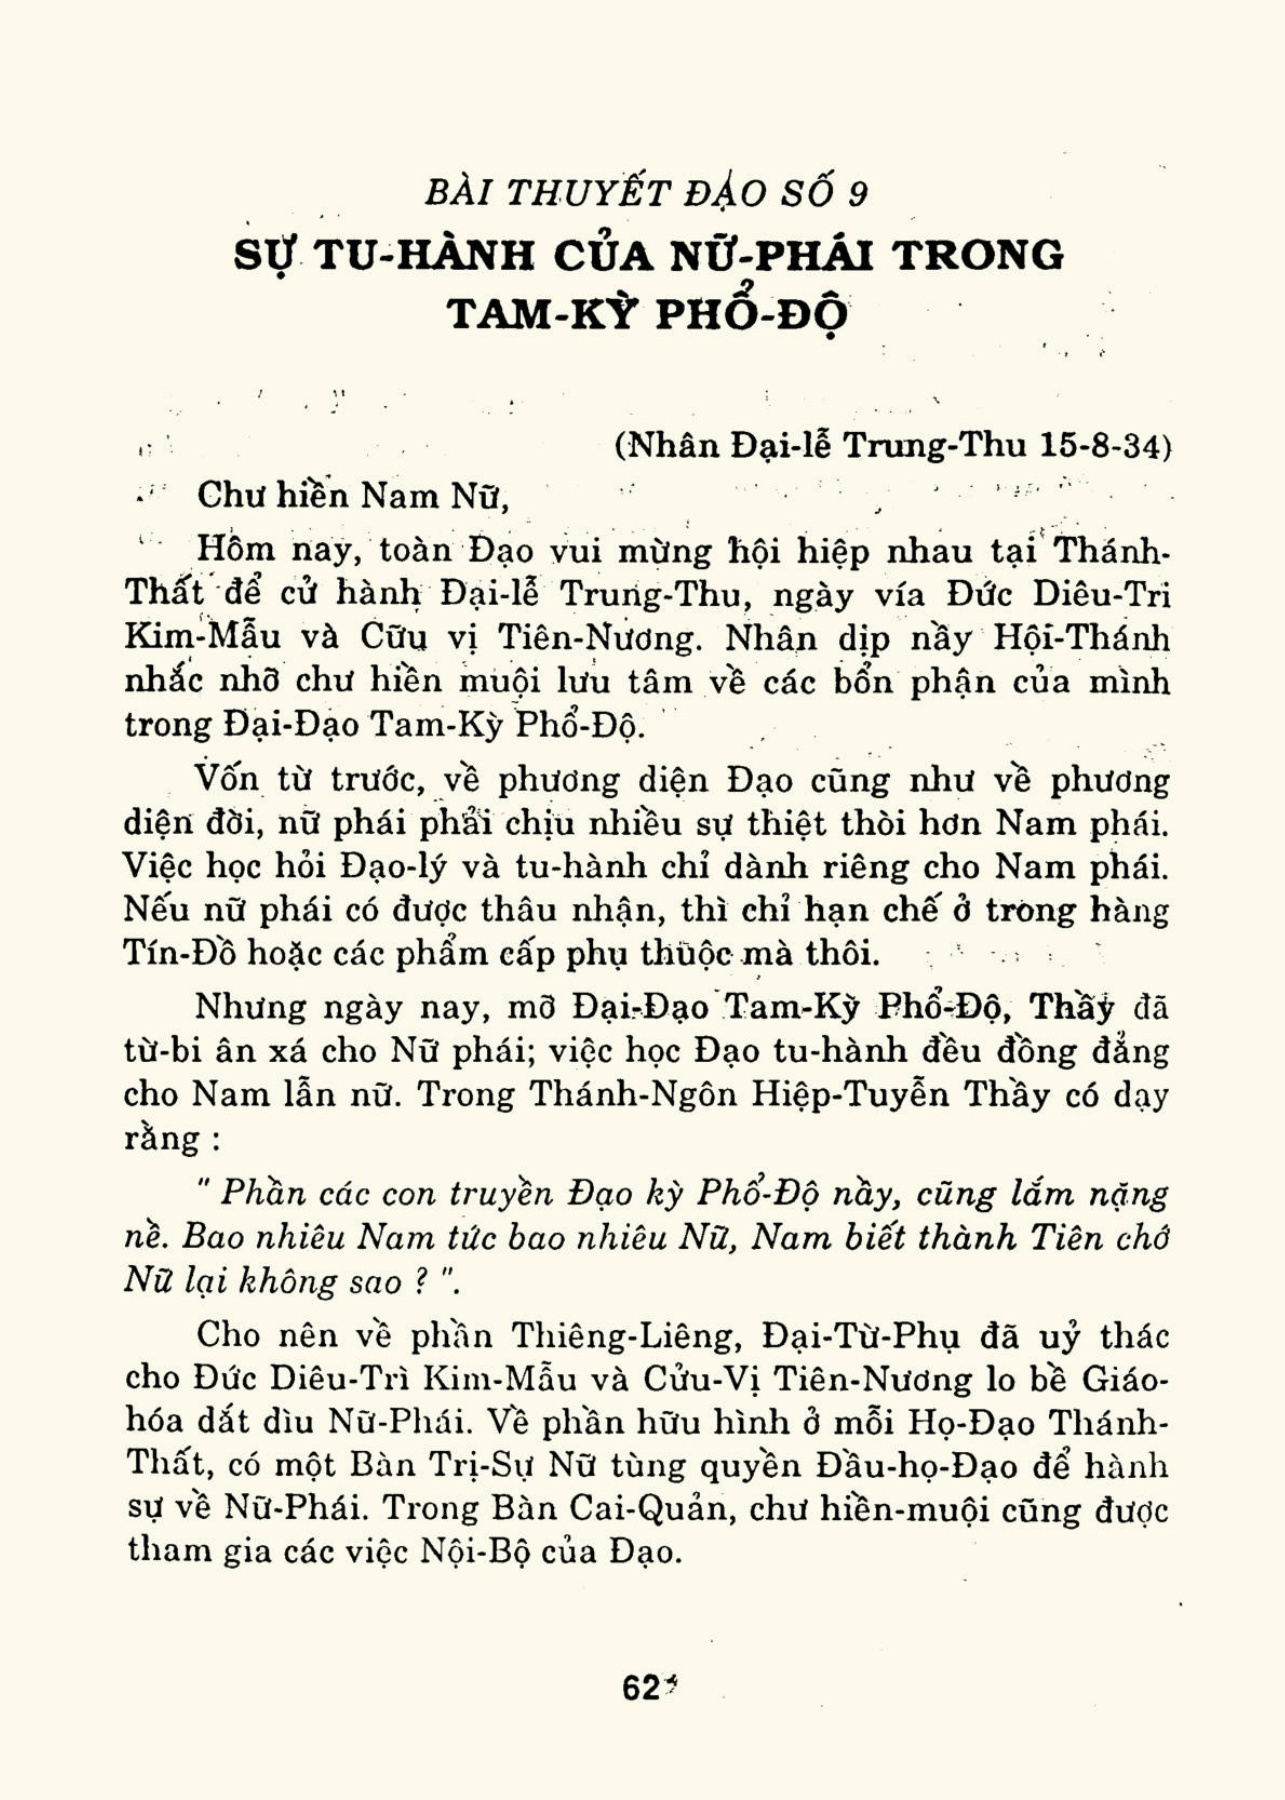 BÀI THUYẾT ĐẠO SỐ 9
SỰ TU-HÀNH CỦA NỮ-PHÁI TRONG
TAM-KỲ PHỔ-ĐỘ
(Nhân Đại-lễ Trung-Thu 15-8-34)
Chư hiền Nam Nữ,
Hôm nay, toàn Đạo vui mừng hội hiệp nhau tại Thánh-
Thất để cử hành Đại-lễ Trung-Thu, ngày vía Đức Diêu-Tri
Kim-Mẫu và Cữu vị Tiên-Nương. Nhân dịp nầy Hội-Thánh
nhắc nhỡ chư hiền muội lưu tâm về các bổn phận của mình
trong Đại-Đạo Tam-Kỳ Phổ-Độ.
Vốn từ trước, về phương diện Đạo cũng như về phương
diện đời, nữ phái phải chịu nhiều sự thiệt thòi hơn Nam phái.
Việc học hỏi Đạo-lý và tu-hành chỉ dành riêng cho Nam phái.
Nếu nữ phái có được thâu nhận, thì chỉ hạn chế ở trong hàng
Tín-Đồ hoặc các phẩm cấp phụ thuộc mà thôi.
Nhưng ngày nay, mỡ Đại-Đạo Tam-Kỳ Phổ-Độ, Thầy đã
từ-bi ân xá cho Nữ phái; việc học Đạo tu-hành đều đồng đẳng
cho Nam lẫn nữ. Trong Thánh-Ngôn Hiệp-Tuyễn Thầy có dạy
rằng :
" Phần các con truyền Đạo kỳ Phổ-Độ nầy, cũng lắm nặng
nề. Bao nhiêu Nam tức bao nhiêu Nữ, Nam biết thành Tiên chớ
Nữ lại không sao ? ".
Cho nên về phần Thiêng-Liêng, Đại-Từ-Phụ đã uỷ thác
cho Đức Diêu-Trì Kim-Mẫu và Cửu-Vị Tiên-Nương lo bề Giáo-
hóa dắt dìu Nữ-Phái. Về phần hữu hình ở mỗi Họ-Đạo Thánh-
Thất, có một Bàn Trị-Sự Nữ tùng quyền Đầu-họ-Đạo để hành
sự về Nữ-Phái. Trong Bàn Cai-Quản, chư hiền-muội cũng được
tham gia các việc Nội-Bộ của Đạo.
62